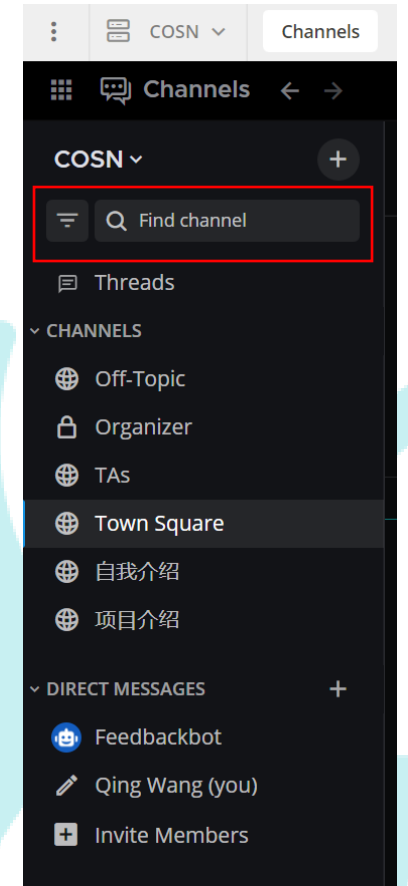 COSN
Channels
Channels
COSN
Find channel
Threads
CHANNELS
Off-Topic
Organizer
TAs
Town Square
自我介绍
项目介绍
DIRECT MESSAGES
Feedbackbot
Qing Wang (you)
Invite Members